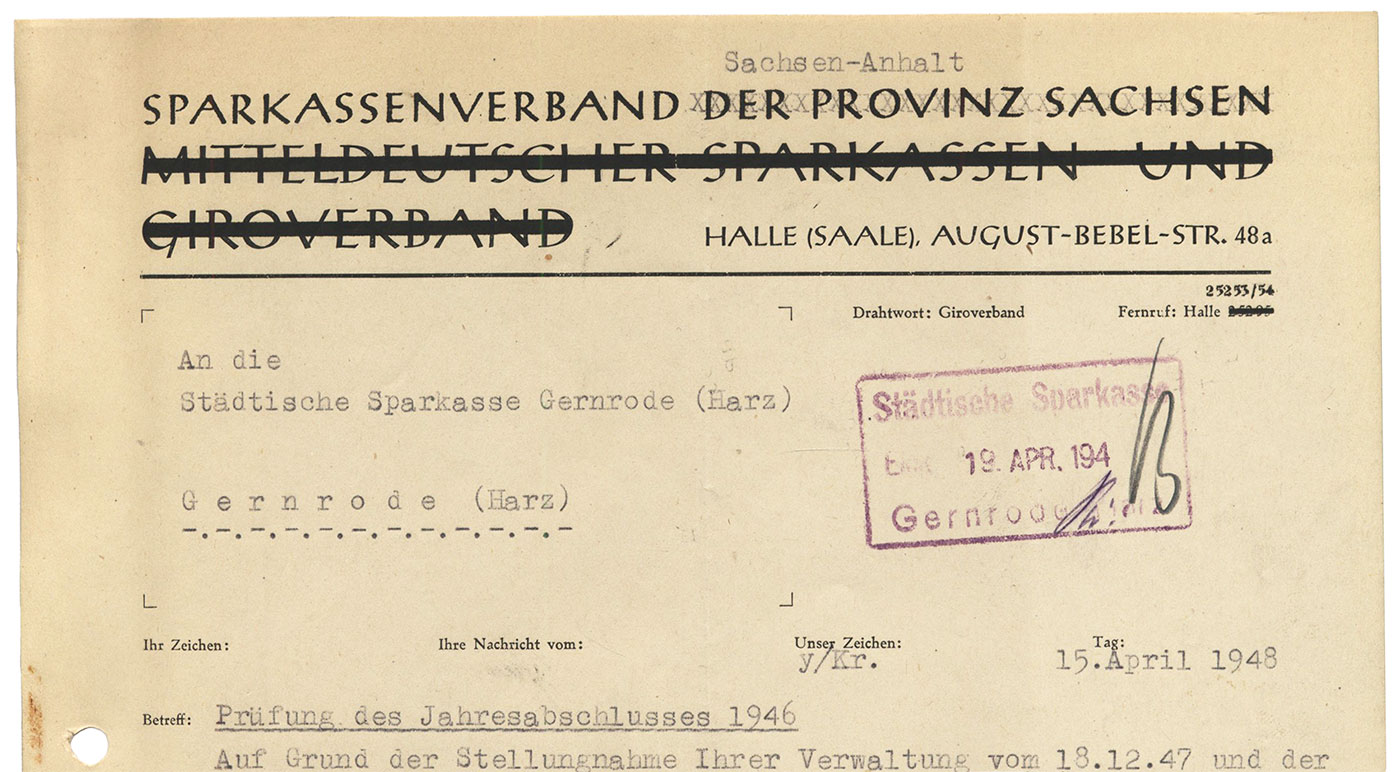 Sachsen-Anhalt
SPARKASSENVERBAND DER PROVINZ SACHSEN
MITTELDEUTSCHER SPARKASSEN UND
GIROVERBAND
HALLE (SAALE), AUGUST-BEBEL-STR. 48a
25253/54
Drahtwort: Giroverband
Fernruf: Halle
An die
Städtische Sparkasse Gernrode (Harz)
Städtische Sparkasse
19. APR. 194
Gernrode Harz
G e r n r o d e (Harz)
-.-.-.-.-.-.-.-.-.-.-.-
Ihr Zeichen:
Ihre Nachricht vom:
Unser Zeichen:
Tag:
y/Kr.
15.April 1948
Betreff: Prüfung des Jahresabschlusses 1946
Auf Grund der Stellungnahme Ihrer Verwaltung vom 18.12.47 und der